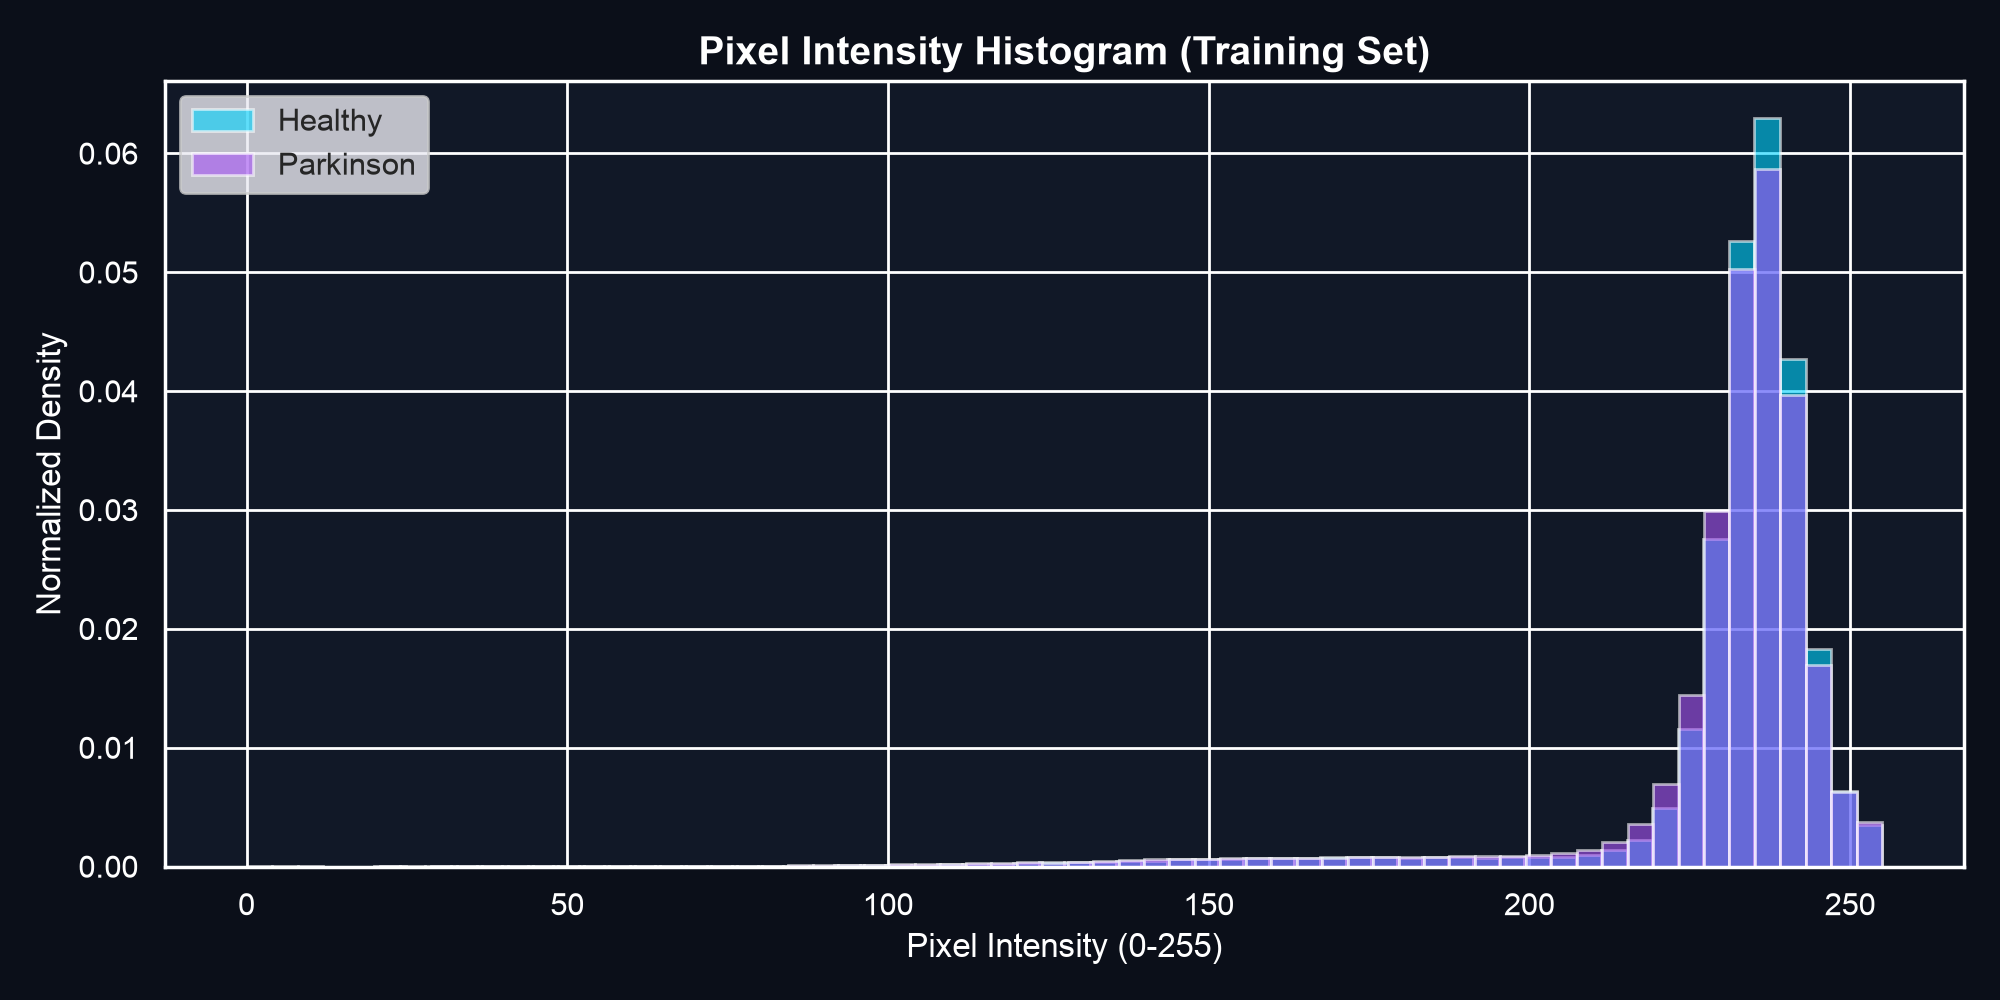 Pixel Intensity Histogram (Training Set)
Healthy
Parkinson
0.06
0.05
0.04
0.03
0.02
0.01
0.00
Normalized Density
0 50 100 150 200 250
Pixel Intensity (0-255)